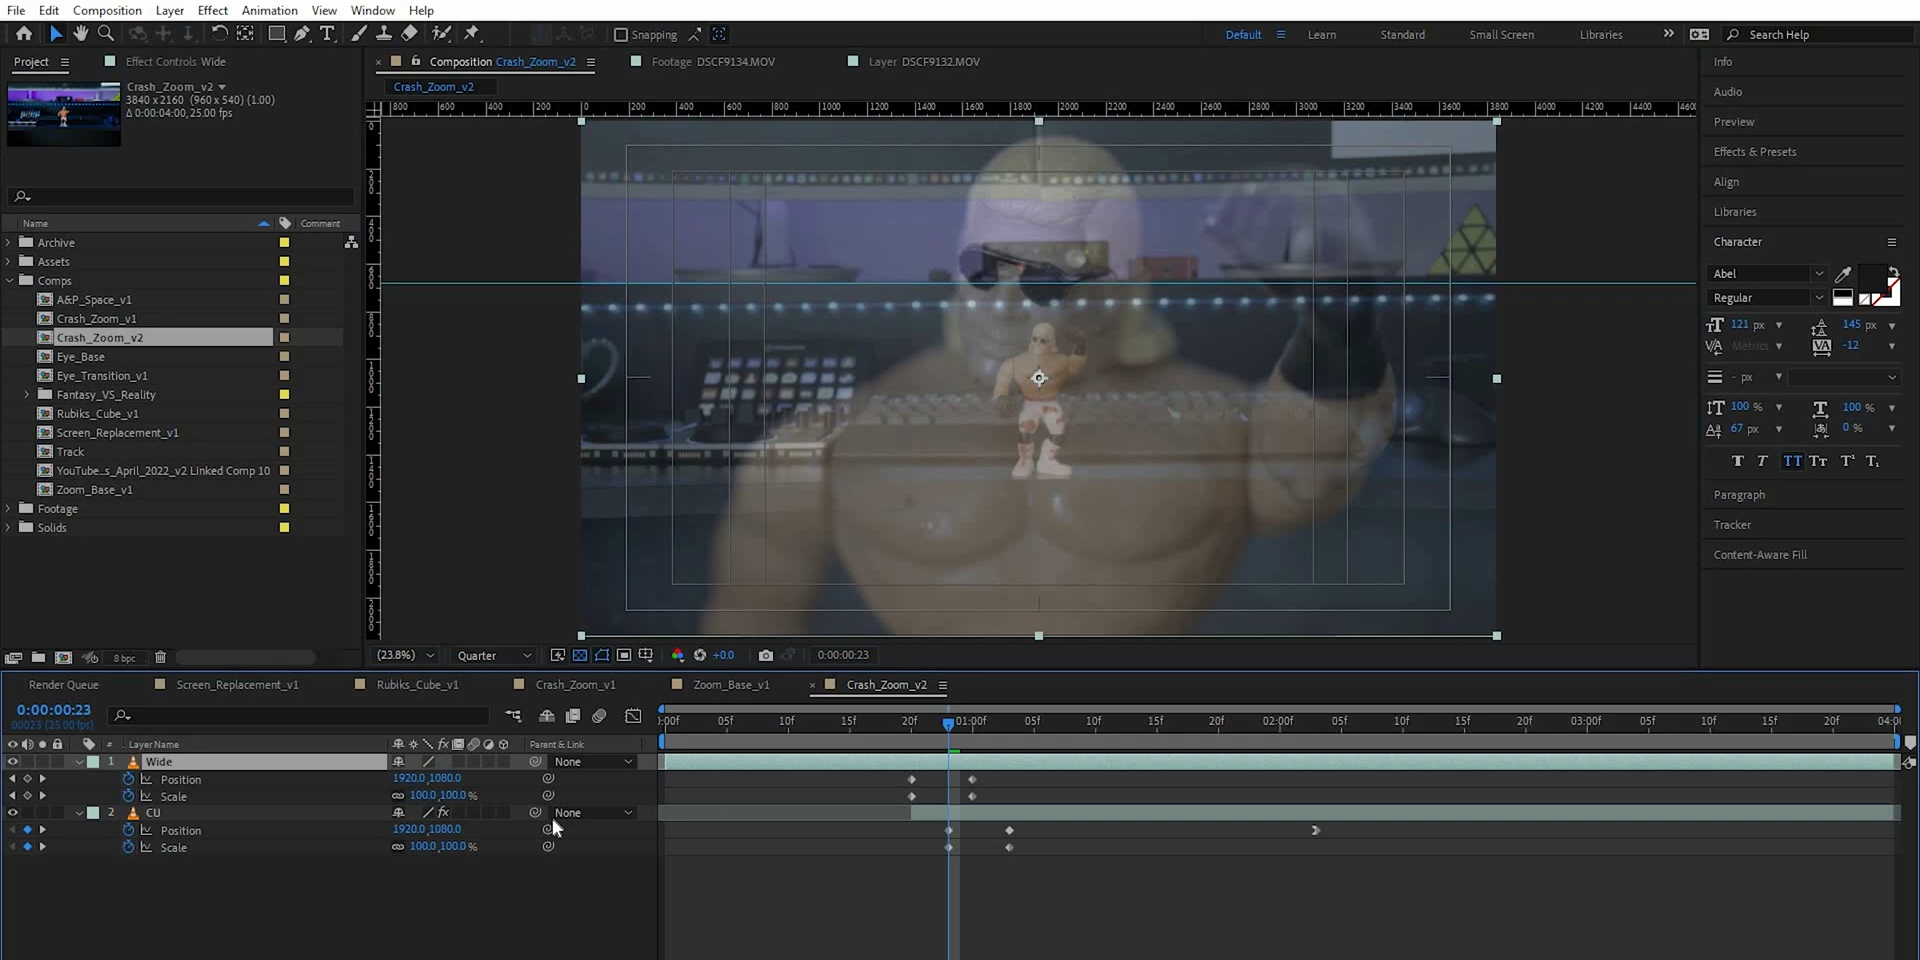 File Edit Composition Layer Effect Animation View Window Help
Snapping
Default Learn Standard Small Screen Libraries Search Help
Project Effect Controls Wide
Crash_Zoom_v2
3840 x 2160 (960 x 540) (1.00)
Δ 0:00:04:00, 25.00 fps
Name Comment
Archive
Assets
Comps
A&P_Space_v1
Crash_Zoom_v1
Crash_Zoom_v2
Eye_Base
Eye_Transition_v1
Fantasy_VS_Reality
Rubiks_Cube_v1
Screen_Replacement_v1
Track
YouTube_s_April_2022_v2 Linked Comp 10
Zoom_Base_v1
Footage
Solids
8 bpc
Composition Crash_Zoom_v2 Footage DSCF9134.MOV Layer DSCF9132.MOV
Crash_Zoom_v2
800 600 400 200 0 200 400 600 800 1000 1200 1400 1600 1800 2000 2200 2400 2600 2800 3000 3200 3400 3600 3800 4000 4200 4400 4600
(23.8%) Quarter +0.0 0:00:00:23
Info
Audio
Preview
Effects & Presets
Align
Libraries
Character
Abel
Regular
121 px 145 px
Metrics -12
- px
100 % 100 %
67 px 0 %
T T TT Tr T¹ T₁
Paragraph
Tracker
Content-Aware Fill
Render Queue Screen_Replacement_v1 Rubiks_Cube_v1 Crash_Zoom_v1 Zoom_Base_v1 Crash_Zoom_v2
0:00:00:23
00023 (25.00 fps)
:00f 05f 10f 15f 20f 01:00f 05f 10f 15f 20f 02:00f 05f 10f 15f 20f 03:00f 05f 10f 15f 20f 04:00
# Layer Name fx Parent & Link
1 Wide None
Position 1920.0,1080.0
Scale 100.0,100.0 %
2 CU fx None
Position 1920.0,1080.0
Scale 100.0,100.0 %